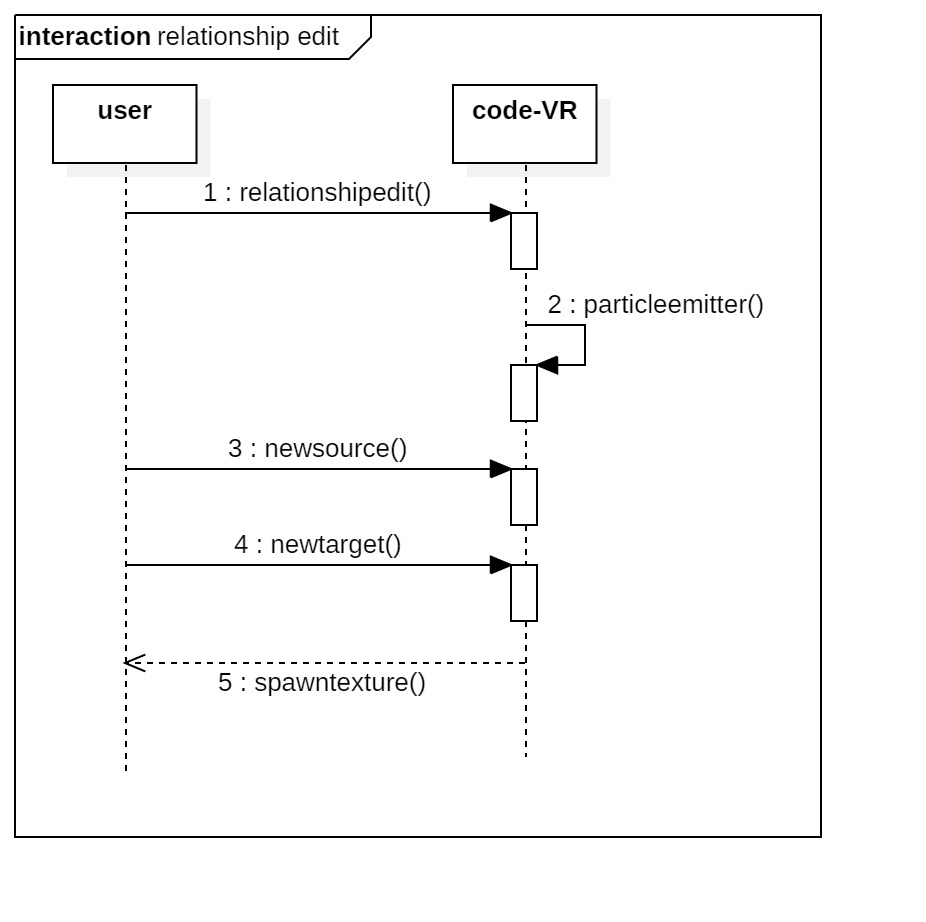 interaction relationship edit
user
code-VR
1 : relationshipedit()
2 : particleemitter()
3 : newsource()
4 : newtarget()
5 : spawntexture()